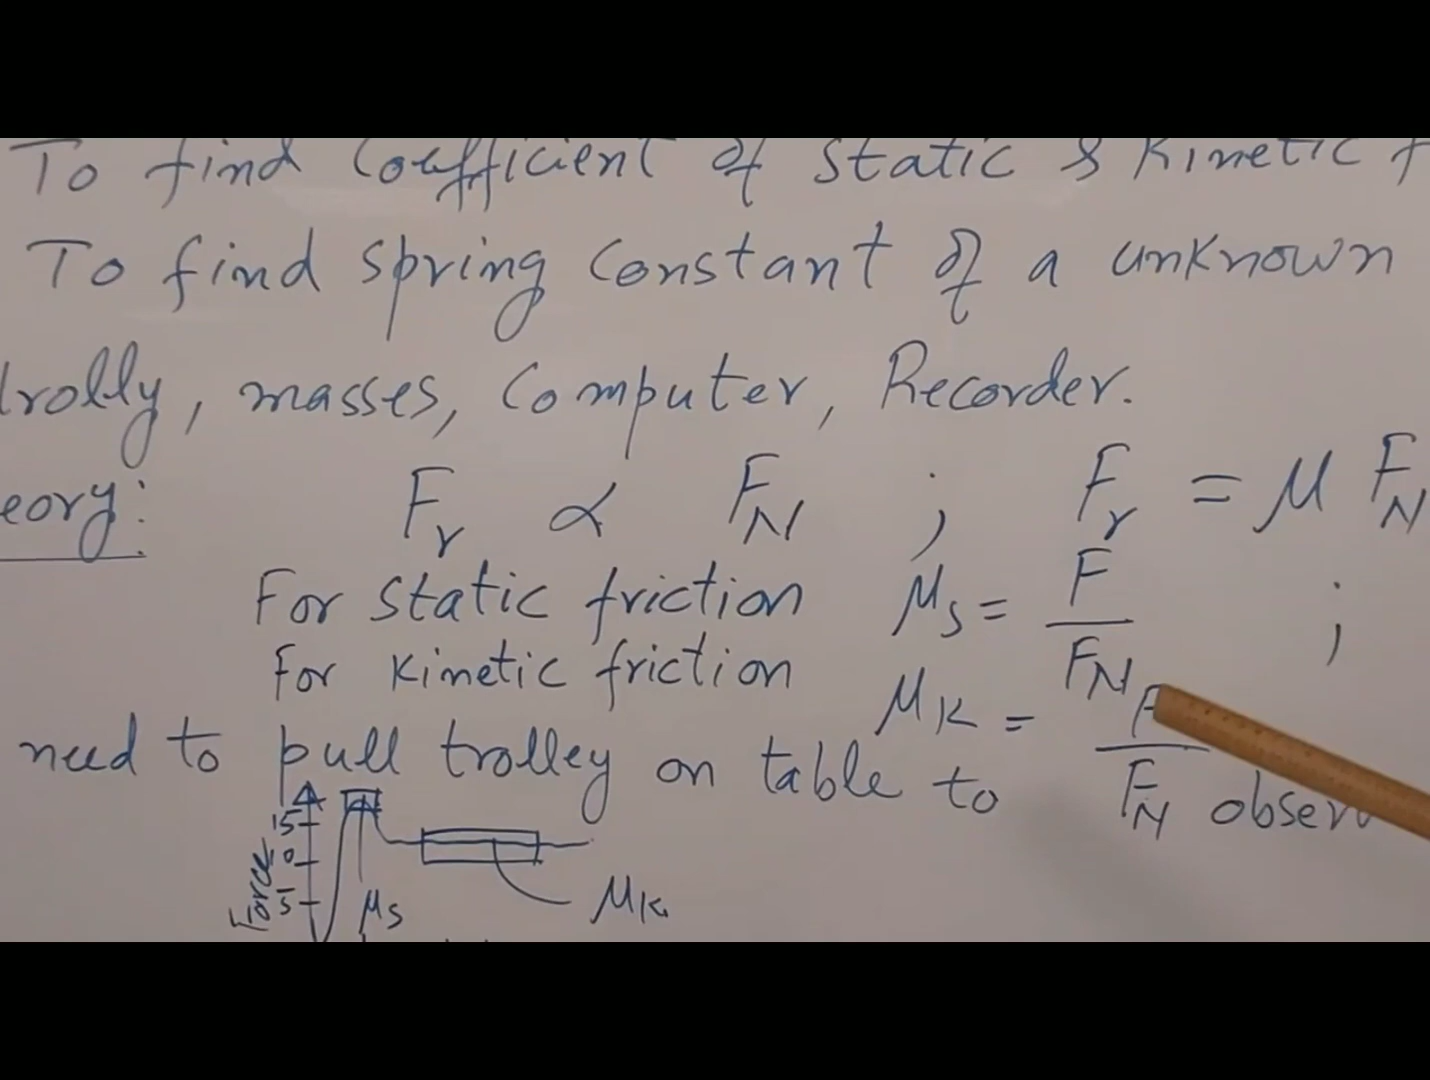 To find Coefficient of Static & Kinetic
To find Spring Constant of a unknown
trolly, masses, Computer, Recorder.
eory: Fr ∝ FN ; Fr = μ FN
For Static friction μs = F / FN ;
For Kinetic friction μK = F / FN
need to pull trolley on table to observ
15
10
5
Force
μs
μK